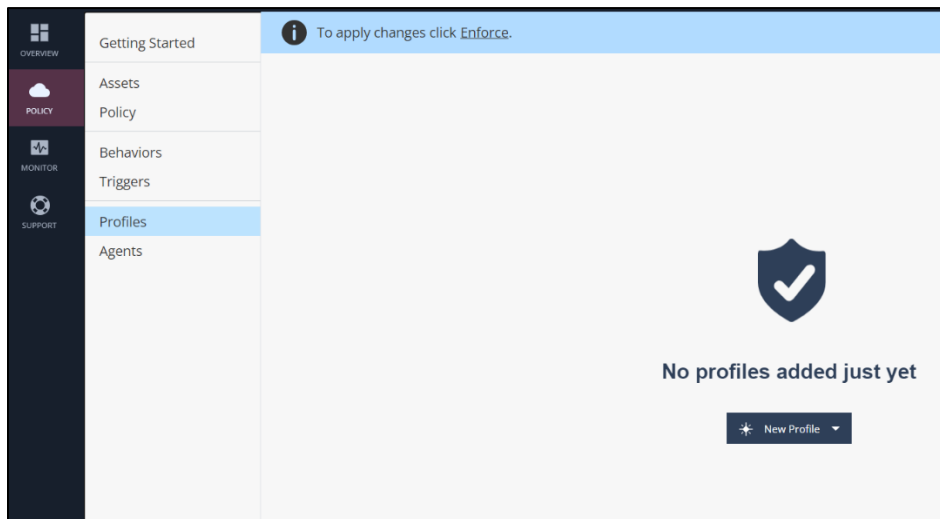 OVERVIEW
POLICY
MONITOR
SUPPORT
Getting Started
Assets
Policy
Behaviors
Triggers
Profiles
Agents
To apply changes click Enforce.
No profiles added just yet
New Profile